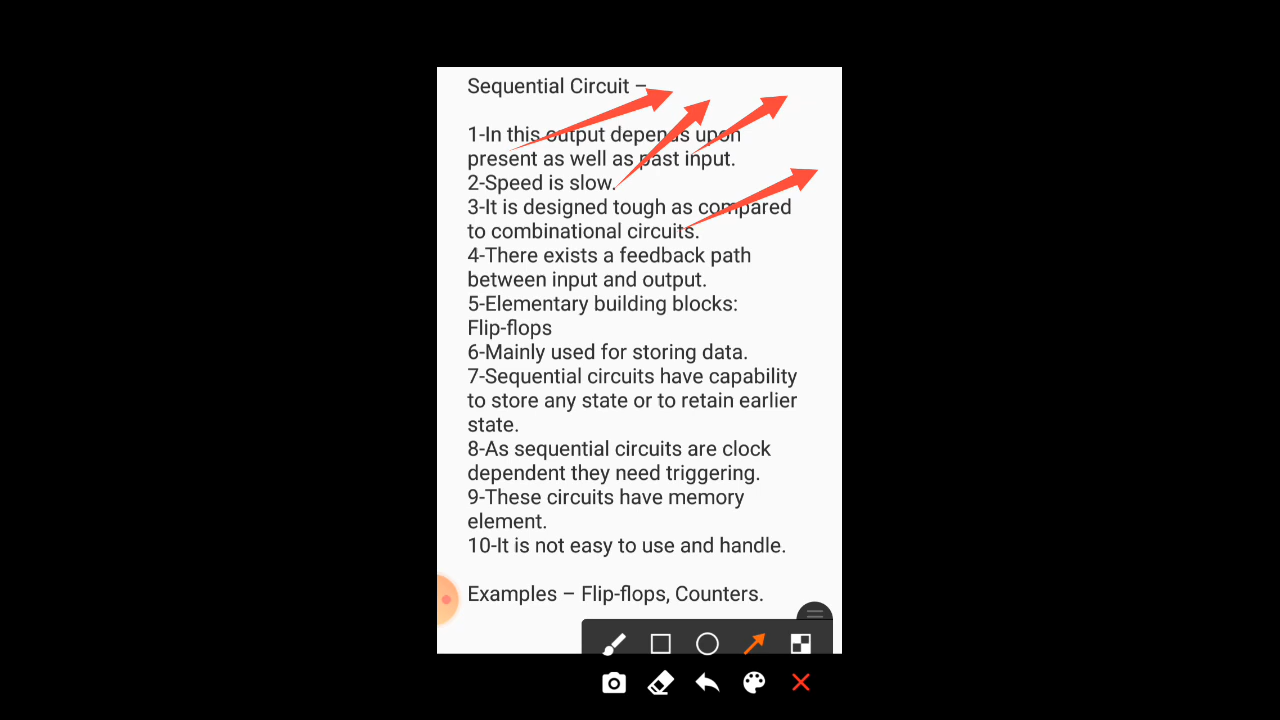 Sequential Circuit –
1-In this output depends upon
present as well as past input.
2-Speed is slow.
3-It is designed tough as compared
to combinational circuits.
4-There exists a feedback path
between input and output.
5-Elementary building blocks:
Flip-flops
6-Mainly used for storing data.
7-Sequential circuits have capability
to store any state or to retain earlier
state.
8-As sequential circuits are clock
dependent they need triggering.
9-These circuits have memory
element.
10-It is not easy to use and handle.
Examples – Flip-flops, Counters.